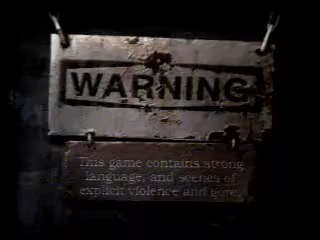 WARNING
This game contains strong
language, and scenes of
explicit violence and gore.